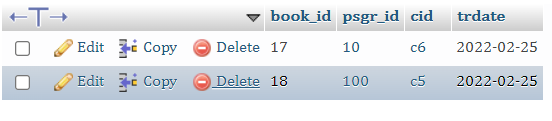 book_id psgr_id cid trdate
Edit Copy Delete 17 10 c6 2022-02-25
Edit Copy Delete 18 100 c5 2022-02-25